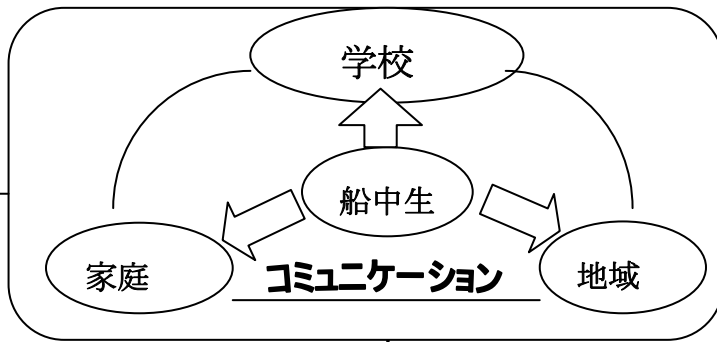 学校
船中生
家庭
コミュニケーション
地域